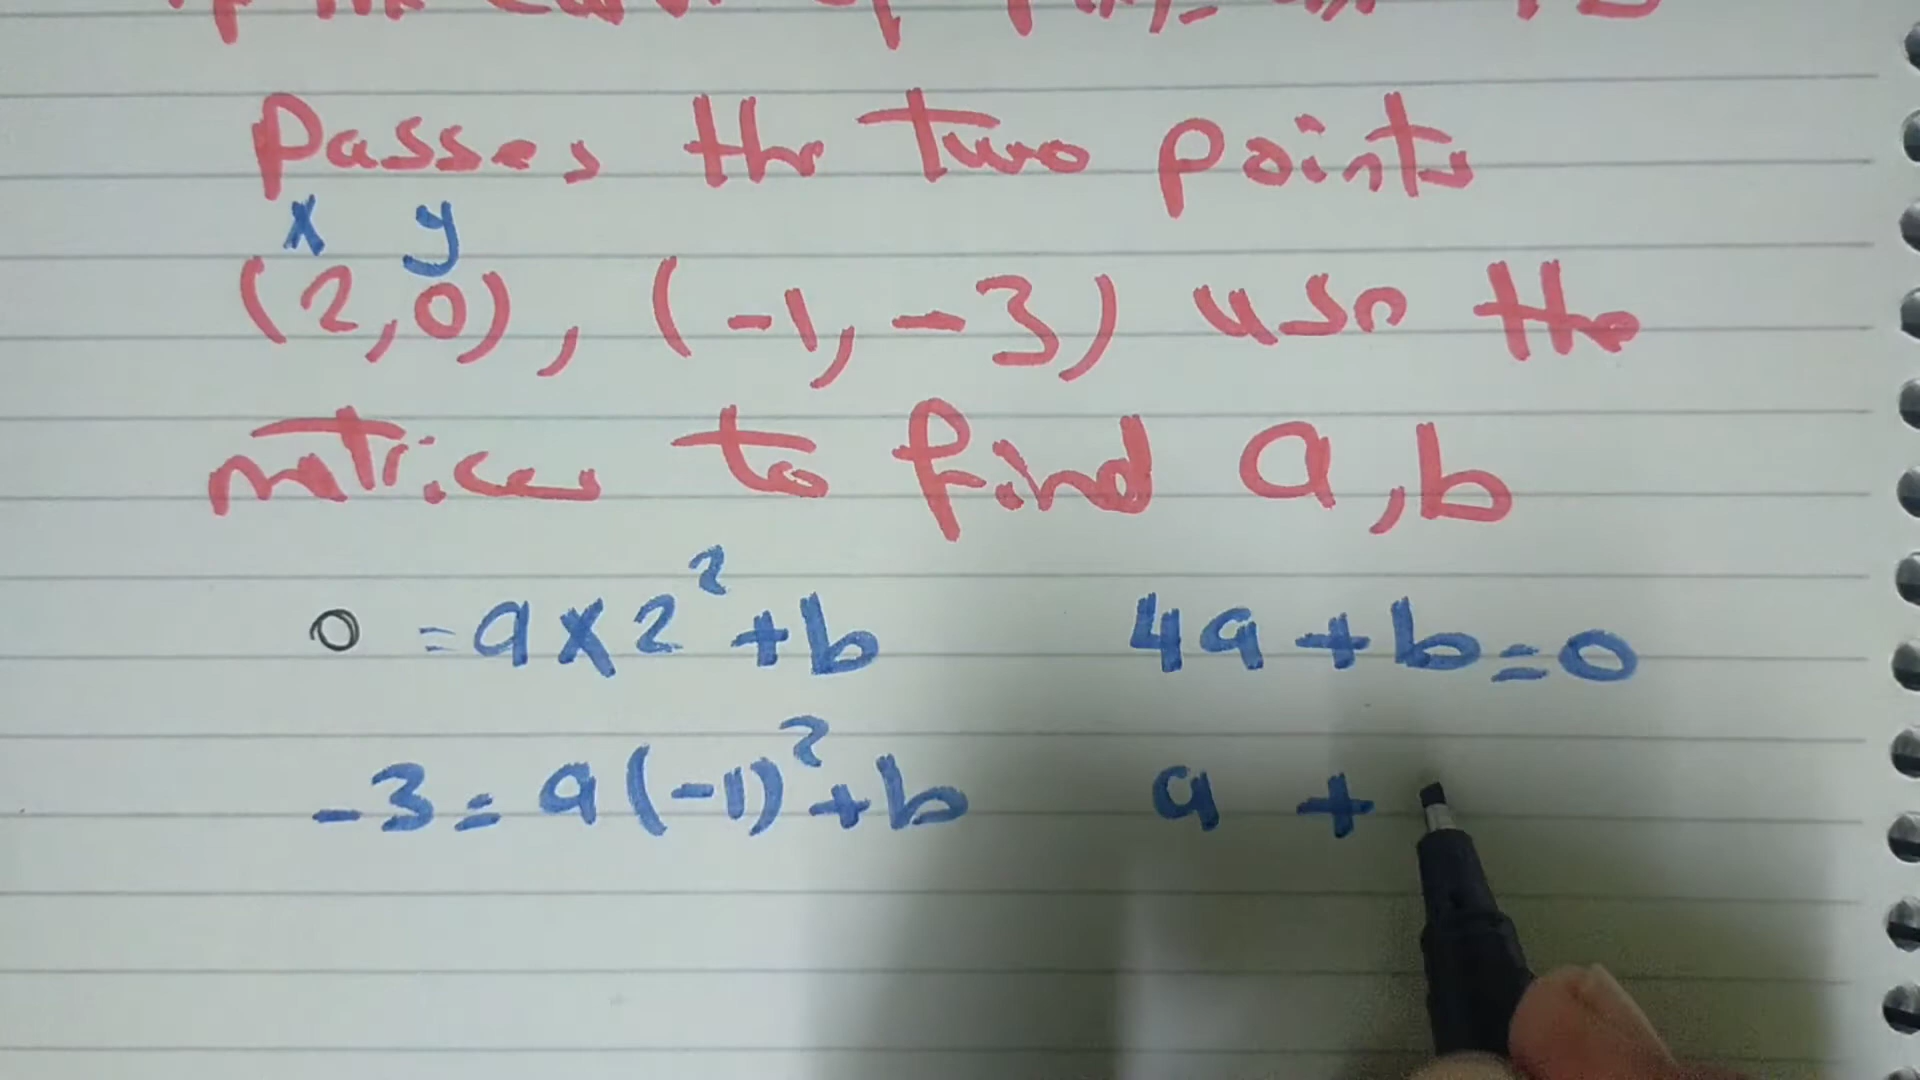 Passes the two points
x y
(2,0), (-1,-3) use the
matrices to find a,b
0 = a x 2² + b 4a + b = 0
-3 = a(-1)² + b a +